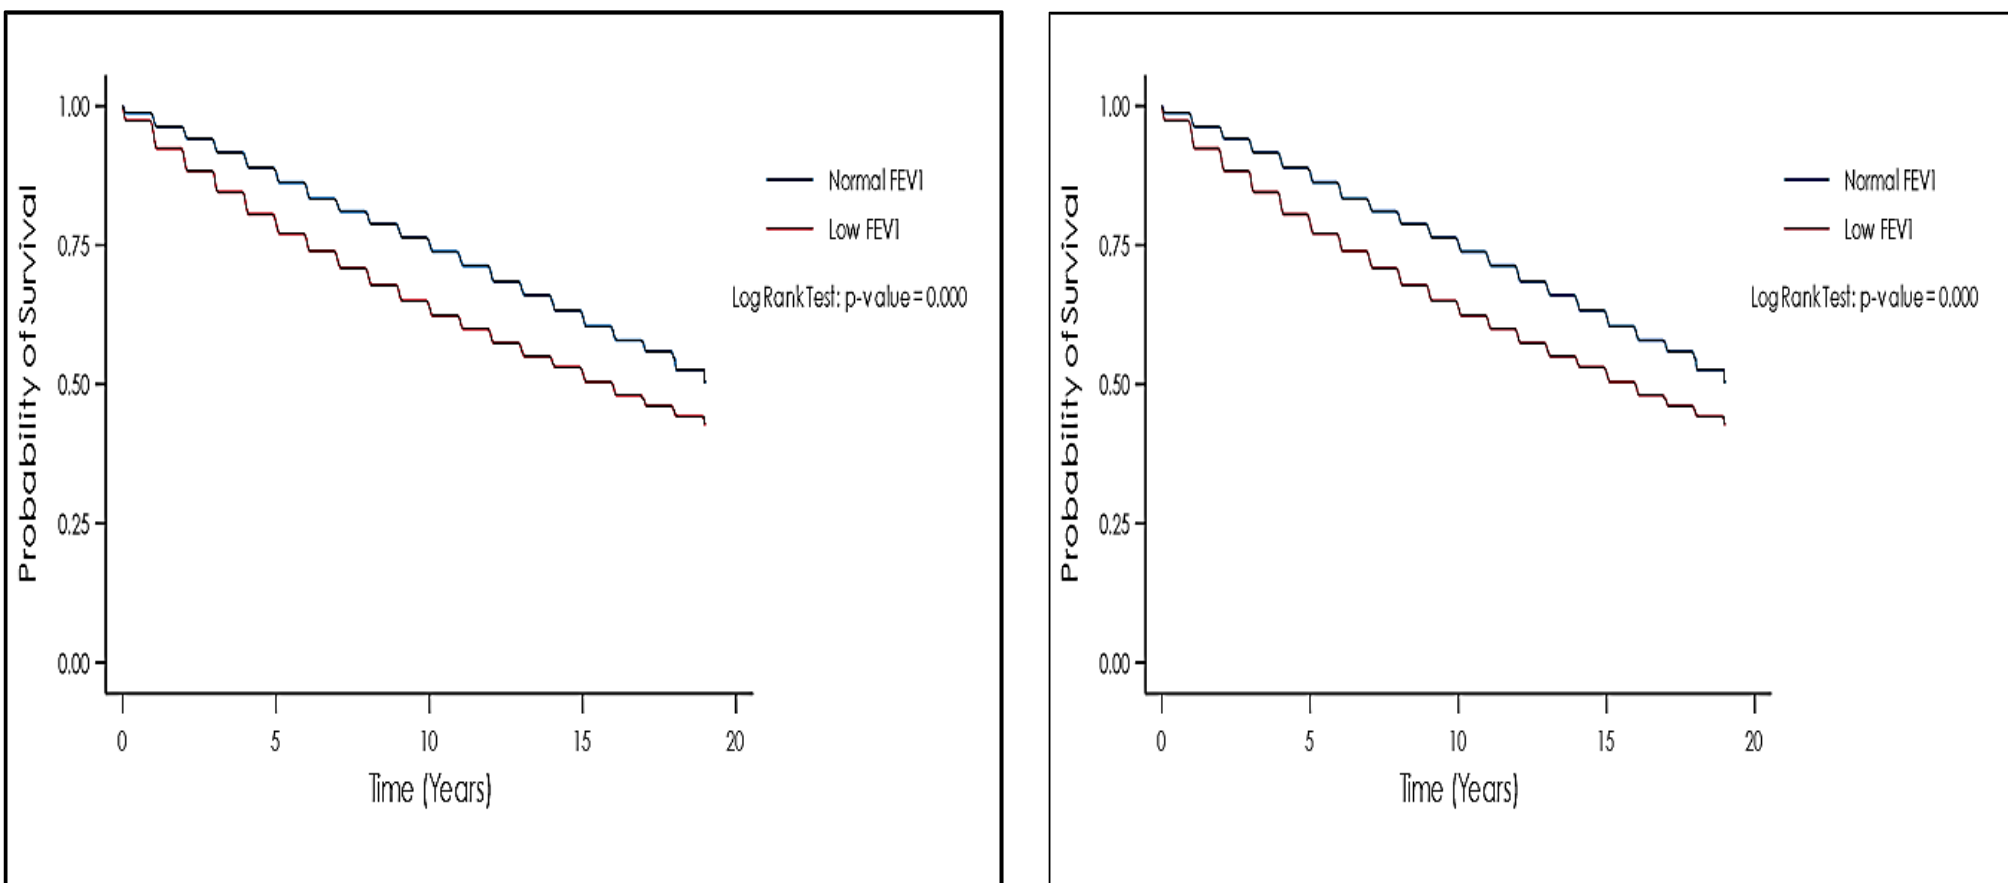 Probability of Survival
1.00
0.75
0.50
0.25
0.00
0 5 10 15 20
Time (Years)
Normal FEV1
Low FEV1
Log Rank Test: p-value = 0.000
Probability of Survival
1.00
0.75
0.50
0.25
0.00
0 5 10 15 20
Time (Years)
Normal FEV1
Low FEV1
Log Rank Test: p-value = 0.000